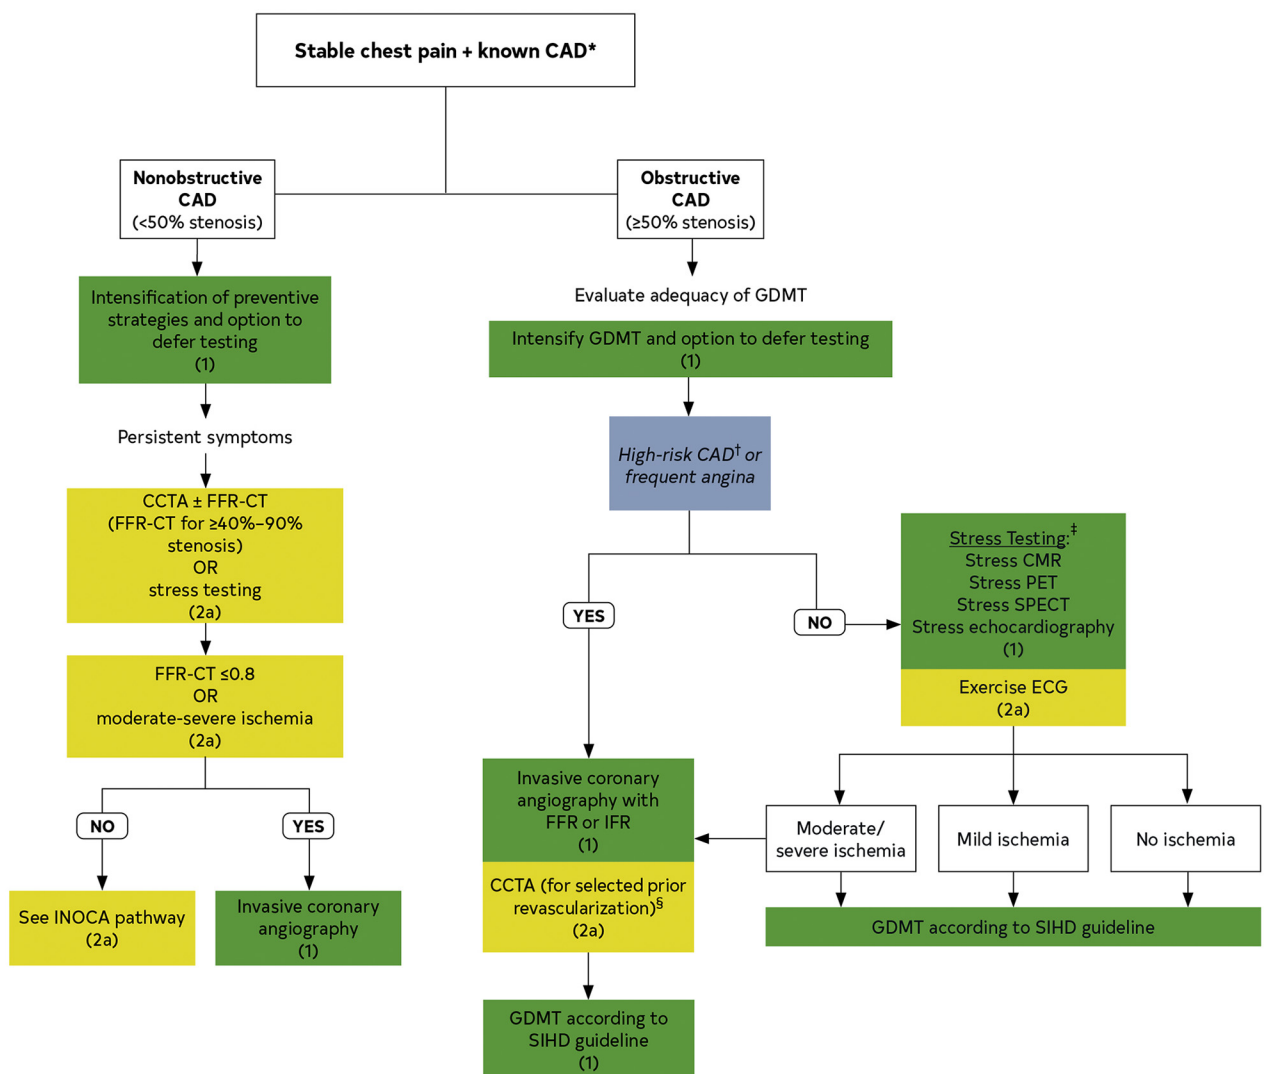 Stable chest pain + known CAD*
Nonobstructive
CAD
(<50% stenosis)
Obstructive
CAD
(≥50% stenosis)
Intensification of preventive
strategies and option to
defer testing
(1)
Persistent symptoms
CCTA ± FFR-CT
(FFR-CT for ≥40%–90%
stenosis)
OR
stress testing
(2a)
FFR-CT ≤0.8
OR
moderate-severe ischemia
(2a)
NO
YES
See INOCA pathway
(2a)
Invasive coronary
angiography
(1)
Evaluate adequacy of GDMT
Intensify GDMT and option to defer testing
(1)
High-risk CAD† or
frequent angina
YES
NO
Stress Testing:‡
Stress CMR
Stress PET
Stress SPECT
Stress echocardiography
(1)
Exercise ECG
(2a)
Invasive coronary
angiography with
FFR or IFR
(1)
CCTA (for selected prior
revascularization)§
(2a)
GDMT according to
SIHD guideline
(1)
Moderate/
severe ischemia
Mild ischemia
No ischemia
GDMT according to SIHD guideline